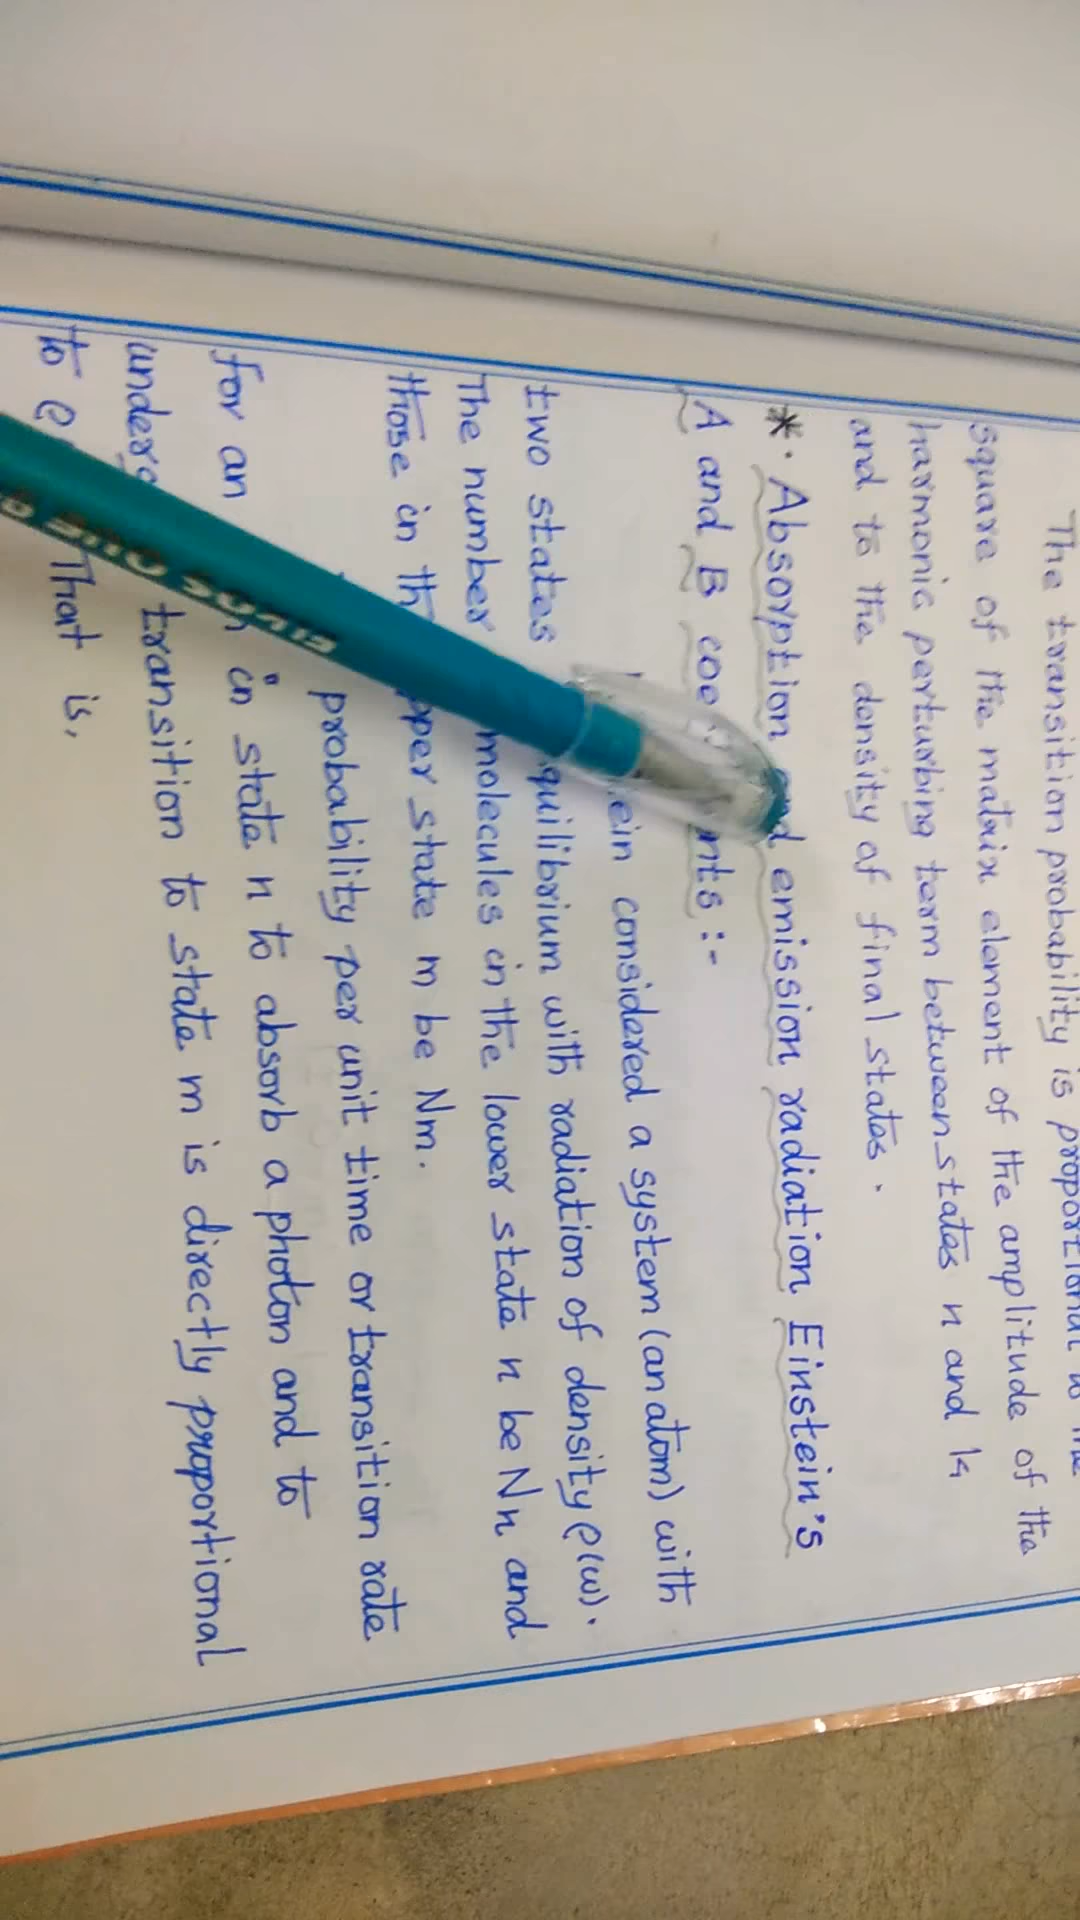 The transition probability is proportional to the
square of the matrix element of the amplitude of the
harmonic perturbing term between states n and k
and to the density of final states.
*. Absorption and emission radiation Einstein's
A and B coe nts :-
ein considered a system (an atom) with
two states quilibrium with radiation of density ρ(ω).
The number molecules in the lower state n be Nn and
those in th pper state m be Nm.
probability per unit time or transition rate
for an in state n to absorb a photon and to
underg transition to state m is directly proportional
to ρ That is,
FIVOS